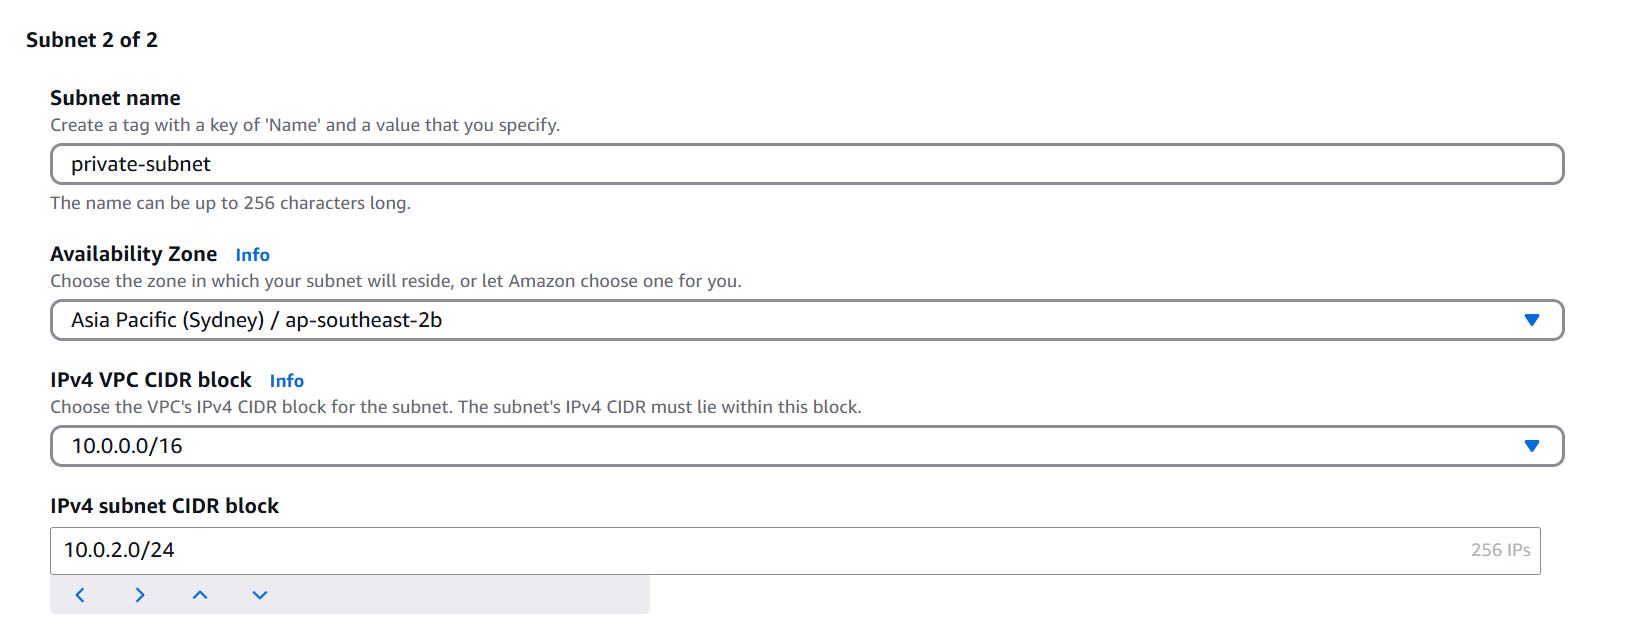 Subnet 2 of 2
Subnet name
Create a tag with a key of 'Name' and a value that you specify.
private-subnet
The name can be up to 256 characters long.
Availability Zone Info
Choose the zone in which your subnet will reside, or let Amazon choose one for you.
Asia Pacific (Sydney) / ap-southeast-2b
IPv4 VPC CIDR block Info
Choose the VPC's IPv4 CIDR block for the subnet. The subnet's IPv4 CIDR must lie within this block.
10.0.0.0/16
IPv4 subnet CIDR block
10.0.2.0/24 256 IPs